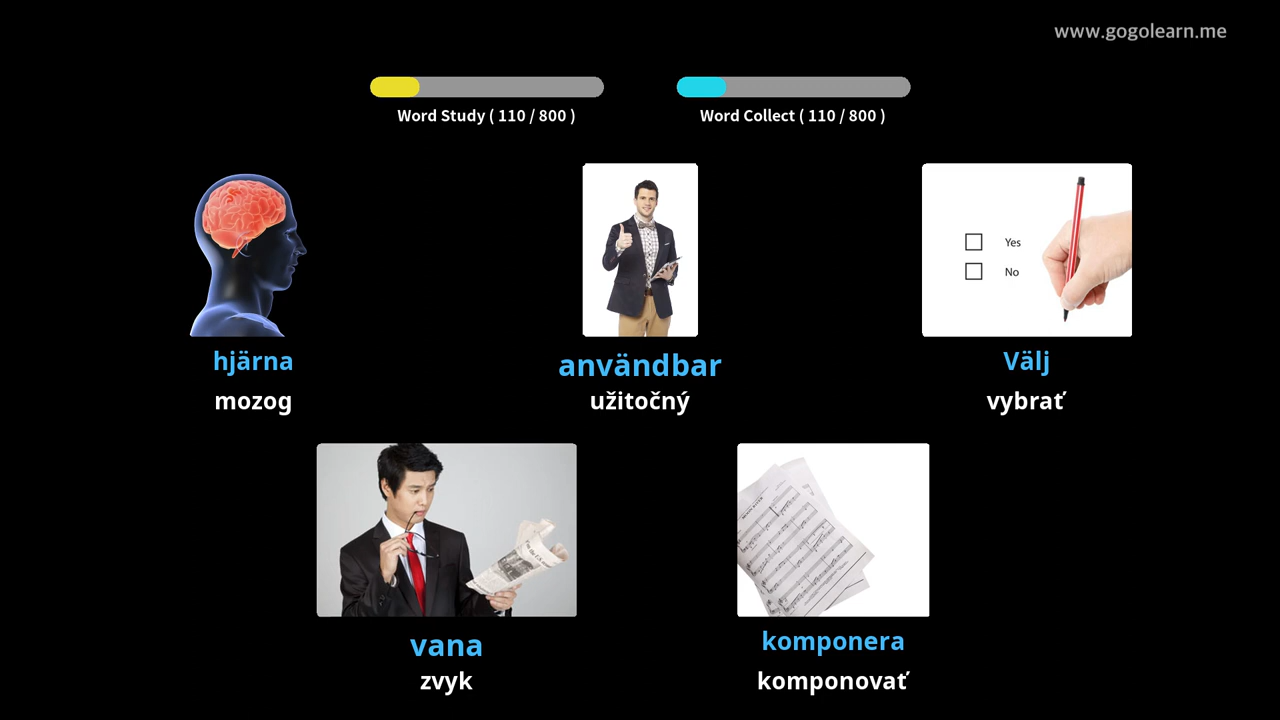 www.gogolearn.me
Word Study ( 110 / 800 )
Word Collect ( 110 / 800 )
Yes
No
hjärna
användbar
Välj
mozog
užitočný
vybrať
vana
komponera
zvyk
komponovať